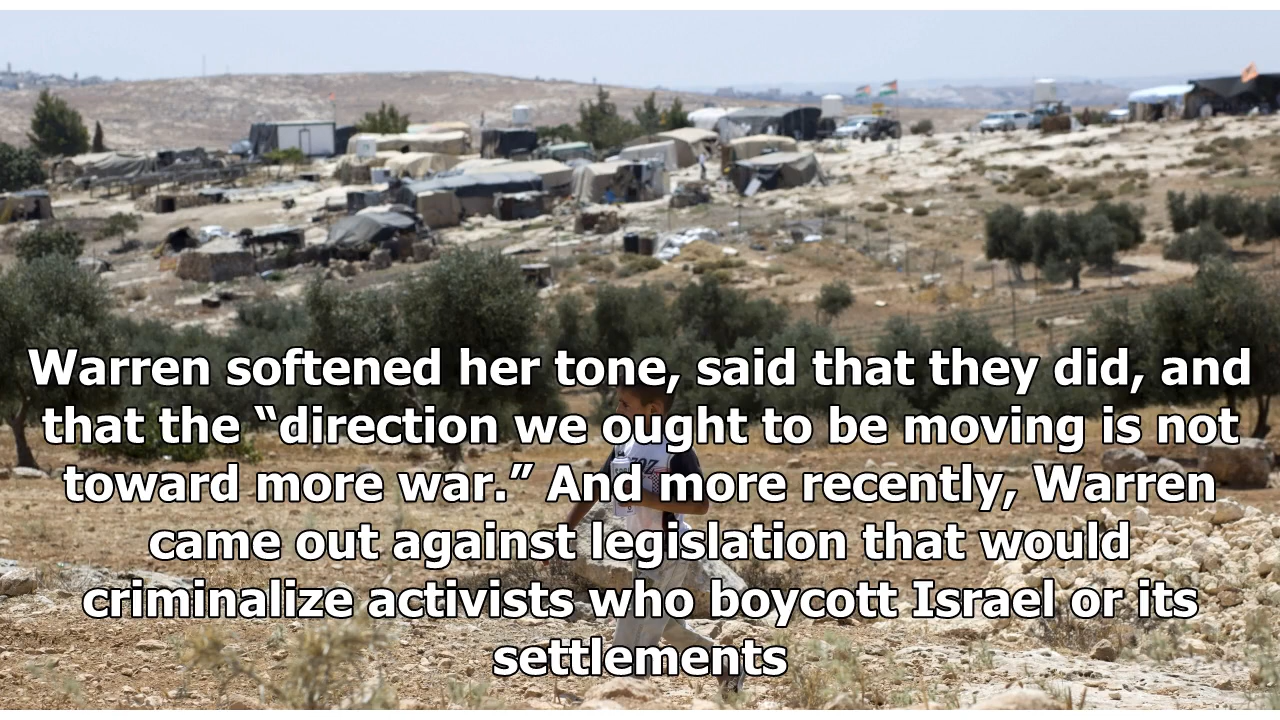 Warren softened her tone, said that they did, and
that the “direction we ought to be moving is not
toward more war.” And more recently, Warren
came out against legislation that would
criminalize activists who boycott Israel or its
settlements